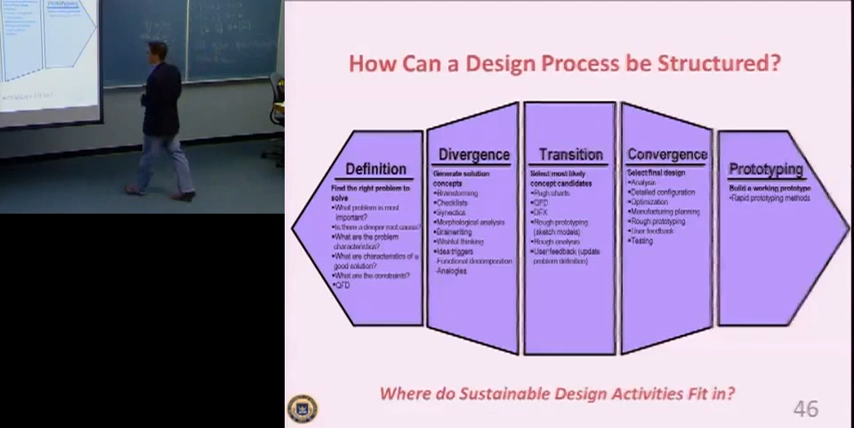 How Can a Design Process be Structured?
Definition
Find the right problem to
solve
•What problem is most
important?
•Is there a deeper root cause?
•What are the problem
characteristics?
•What are characteristics of a
good solution?
•What are the constraints?
•QFD
Divergence
Generate solution
concepts
•Brainstorming
•Checklists
•Synectics
•Morphological analysis
•Brainwriting
•Wishful thinking
•Idea triggers
-Functional decomposition
-Analogies
Transition
Select most likely
concept candidates
•Pugh charts
•QFD
•DFX
•Rough prototyping
(sketch models)
•Rough analysis
•User feedback (update
problem definition)
Convergence
Select final design
•Analysis
•Detailed configuration
•Optimization
•Manufacturing planning
•Rough prototyping
•User feedback
•Testing
Prototyping
Build a working prototype
•Rapid prototyping methods
Where do Sustainable Design Activities Fit in?
46
Prototyping